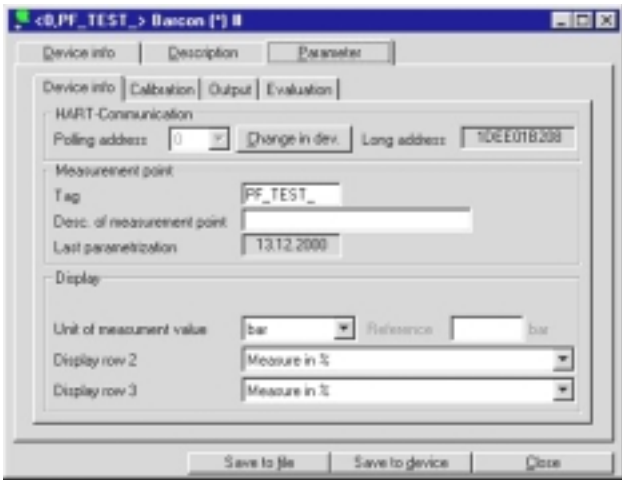 <0,PF_TEST_> Barcon (*) II
Device info Description Parameter
Device info Calibration Output Evaluation
HART-Communication
Polling address 0 Change in dev. Long address 1DEE01B208
Measurement point
Tag PF_TEST_
Desc. of measurement point
Last parametrization 13.12.2000
Display
Unit of measurment value bar Reference bar
Display row 2 Measure in %
Display row 3 Measure in %
Save to file Save to device Close